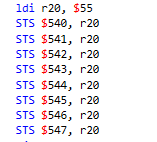 ldi r20, $55
STS $540, r20
STS $541, r20
STS $542, r20
STS $543, r20
STS $544, r20
STS $545, r20
STS $546, r20
STS $547, r20